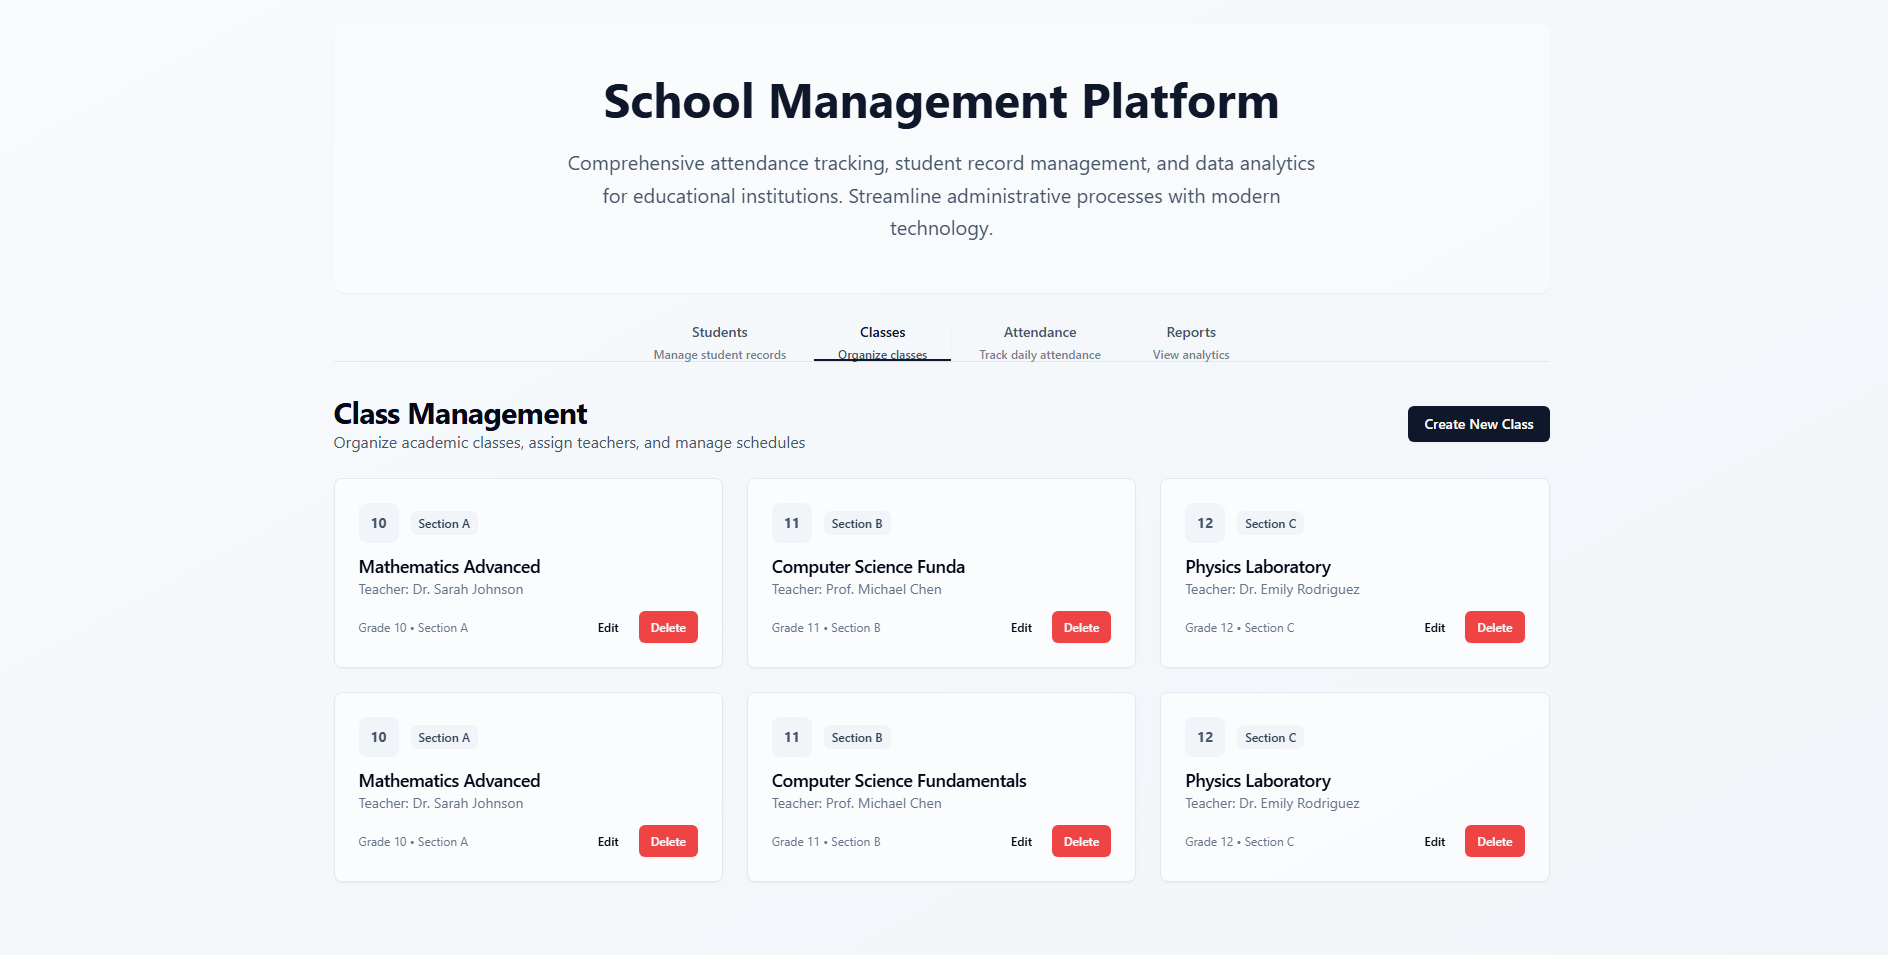 School Management Platform
Comprehensive attendance tracking, student record management, and data analytics
for educational institutions. Streamline administrative processes with modern
technology.
Students
Manage student records
Classes
Organize classes
Attendance
Track daily attendance
Reports
View analytics
Class Management
Organize academic classes, assign teachers, and manage schedules
Create New Class
10 Section A
Mathematics Advanced
Teacher: Dr. Sarah Johnson
Grade 10 • Section A Edit Delete
11 Section B
Computer Science Funda
Teacher: Prof. Michael Chen
Grade 11 • Section B Edit Delete
12 Section C
Physics Laboratory
Teacher: Dr. Emily Rodriguez
Grade 12 • Section C Edit Delete
10 Section A
Mathematics Advanced
Teacher: Dr. Sarah Johnson
Grade 10 • Section A Edit Delete
11 Section B
Computer Science Fundamentals
Teacher: Prof. Michael Chen
Grade 11 • Section B Edit Delete
12 Section C
Physics Laboratory
Teacher: Dr. Emily Rodriguez
Grade 12 • Section C Edit Delete